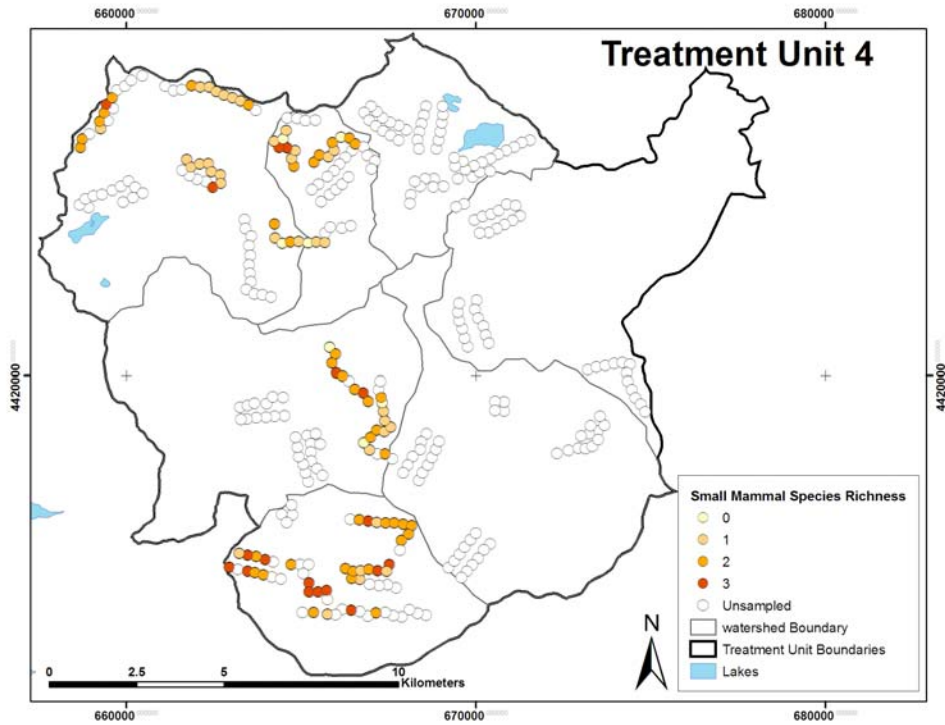 660000 670000 680000
Treatment Unit 4
4420000 4420000
Small Mammal Species Richness
0
1
2
3
Unsampled
watershed Boundary
Treatment Unit Boundaries
Lakes
N
0 2.5 5 10
Kilometers
660000 670000 680000